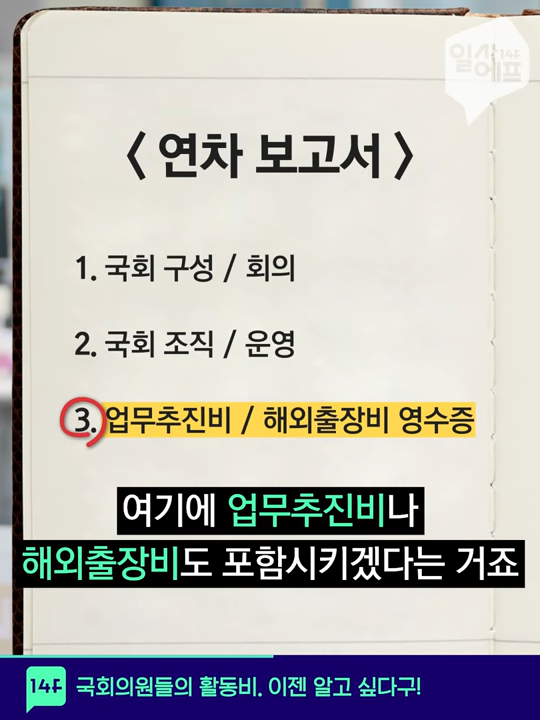 일사
14F
에프
< 연차 보고서 >
1. 국회 구성 / 회의
2. 국회 조직 / 운영
3. 업무추진비 / 해외출장비 영수증
여기에 업무추진비나
해외출장비도 포함시키겠다는 거죠
14F 국회의원들의 활동비. 이젠 알고 싶다구!